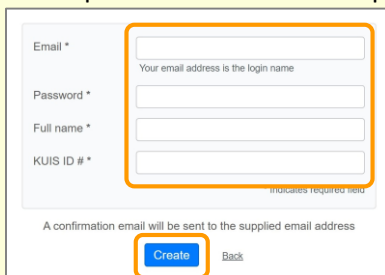 Email *
Your email address is the login name
Password *
Full name *
KUIS ID # *
indicates required field
A confirmation email will be sent to the supplied email address
Create Back